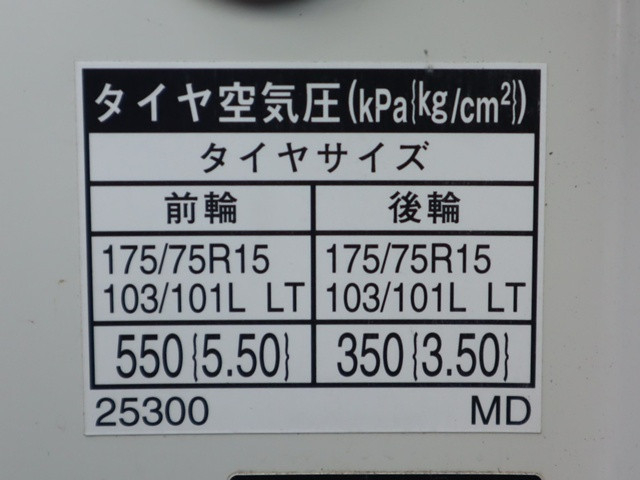 タイヤ空気圧(kPa{kg/cm²})
タイヤサイズ
前輪 後輪
175/75R15 175/75R15
103/101L LT 103/101L LT
550{5.50} 350{3.50}
25300 MD